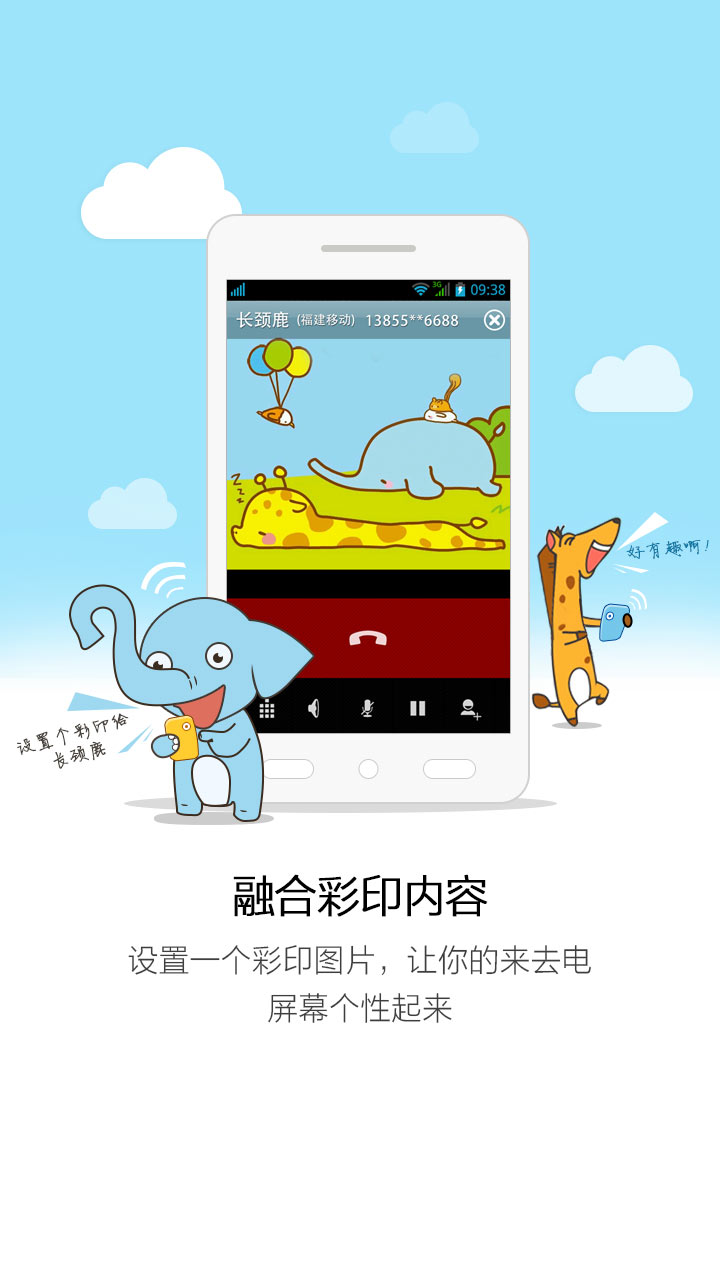 3G 09:38
长颈鹿 (福建移动) 13855**6688
z
z
z
好有趣啊！
设置个彩印给
长颈鹿
融合彩印内容
设置一个彩印图片，让你的来去电
屏幕个性起来